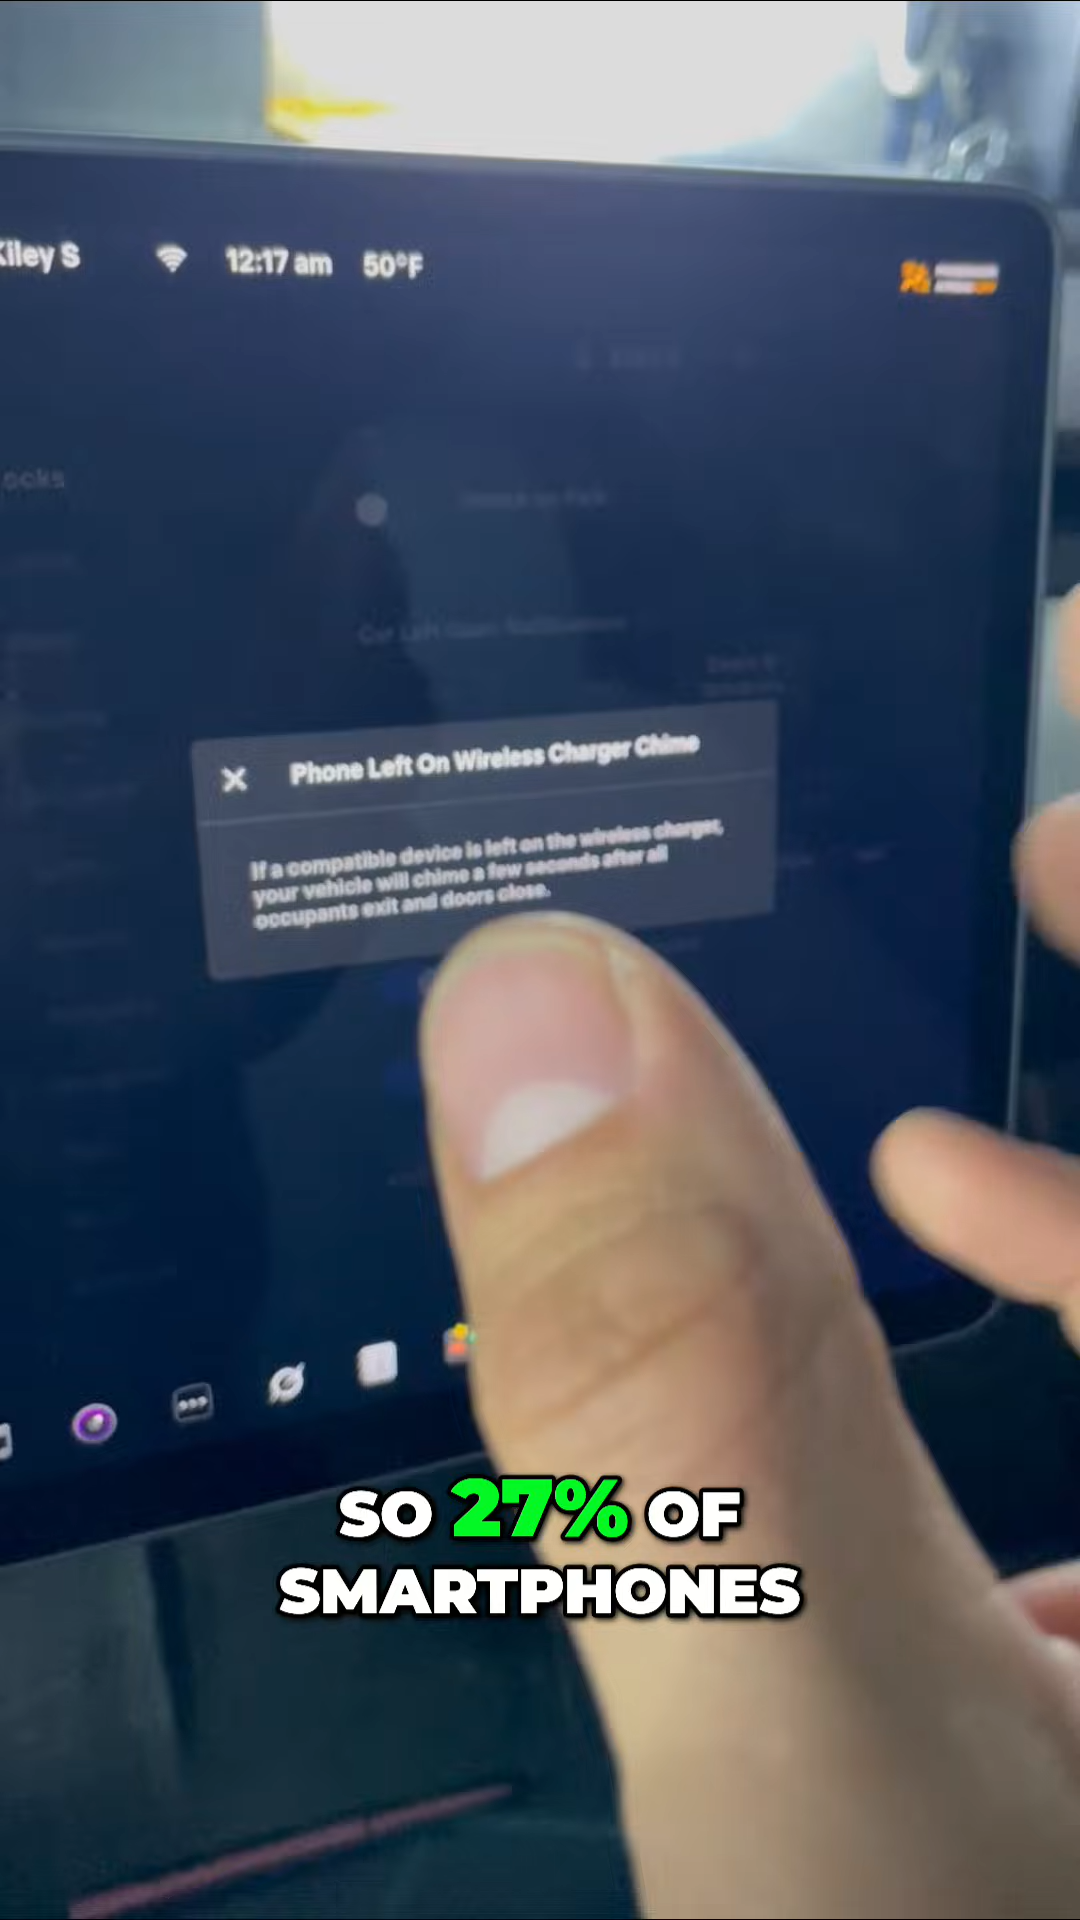 Kiley S 12:17 am 50°F
ocks
Phone Left On Wireless Charger Chime
If a compatible device is left on the wireless charger,
your vehicle will chime a few seconds after all
occupants exit and doors close.
SO 27% OF
SMARTPHONES